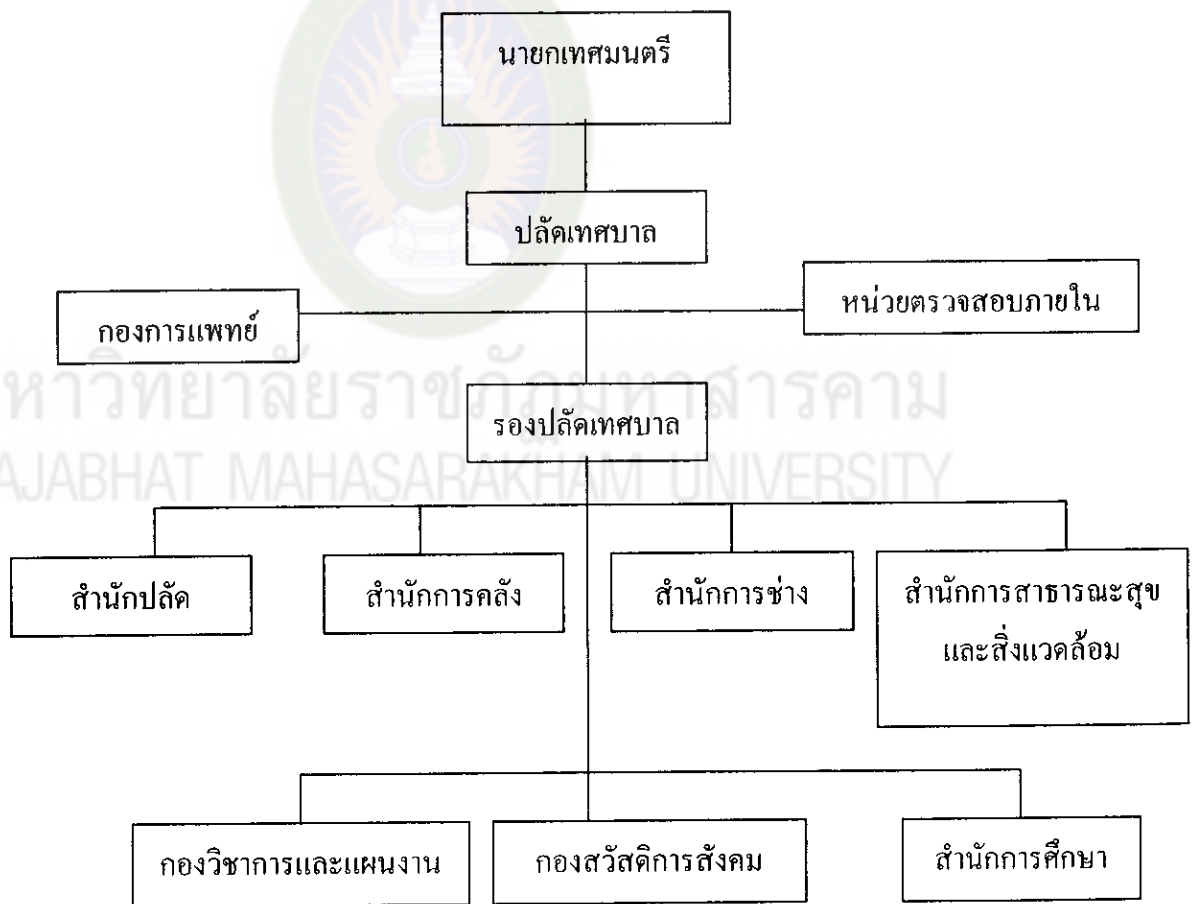 นายกเทศมนตรี
ปลัดเทศบาล
กองการแพทย์
หน่วยตรวจสอบภายใน
มหาวิทยาลัยราชภัฏมหาสารคาม
รองปลัดเทศบาล
RAJABHAT MAHASARAKHAM UNIVERSITY
สำนักปลัด
สำนักการคลัง
สำนักการช่าง
สำนักการสาธารณะสุข
และสิ่งแวดล้อม
กองวิชาการและแผนงาน
กองสวัสดิการสังคม
สำนักการศึกษา